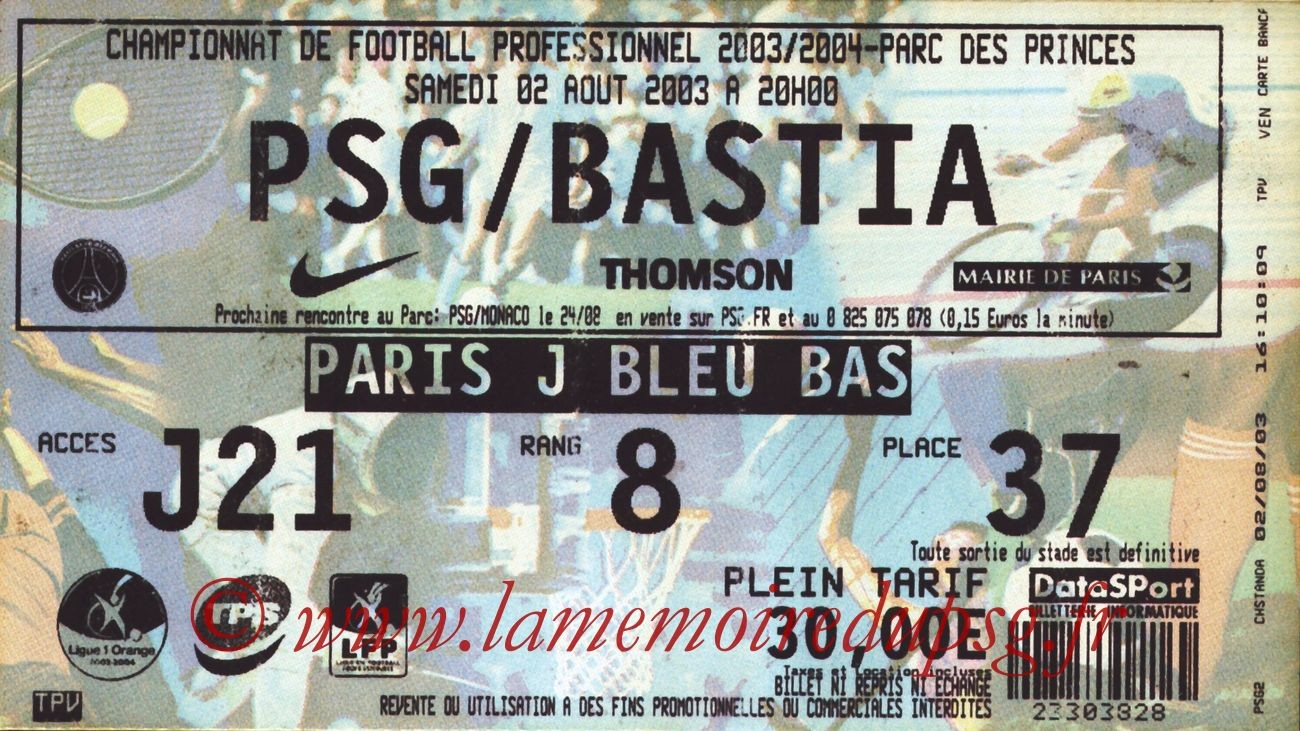 CHAMPIONNAT DE FOOTBALL PROFESSIONNEL 2003/2004-PARC DES PRINCES
SAMEDI 02 AOUT 2003 A 20H00
PSG/BASTIA
THOMSON
MAIRIE DE PARIS
Prochaine rencontre au Parc: PSG/MONACO le 24/08 en vente sur PSG.FR et au 0 825 075 078 (0,15 Euros la minute)
PARIS J BLEU BAS
ACCES J21 RANG 8 PLACE 37
Toute sortie du stade est definitive
PLEIN TARIF
30,00E
Taxes et Location incluses
BILLET NI REPRIS NI ECHANGE
REVENTE OU UTILISATION A DES FINS PROMOTIONNELLES OU COMMERCIALES INTERDITES
DataSPort
BILLETTERIE INFORMATIQUE
23303828
Ligue 1 Orange
2003-2004
TPS
LFP
TPV
© www.lamemoiredupsg.fr
PSG2 CHSTANDA 02/08/03 16:10:09 TPV VEN CARTE BANC